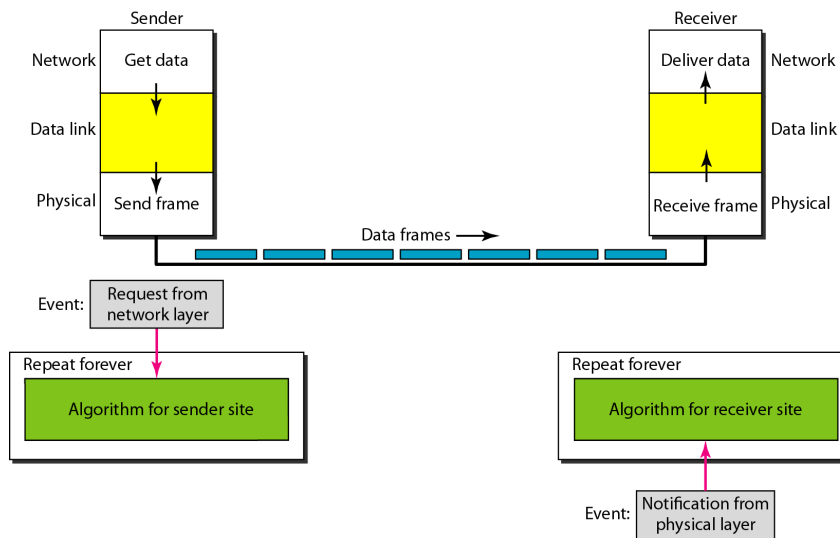 Sender
Receiver
Network
Get data
Deliver data
Network
Data link
Data link
Physical
Send frame
Receive frame
Physical
Data frames
Event:
Request from
network layer
Repeat forever
Algorithm for sender site
Repeat forever
Algorithm for receiver site
Event:
Notification from
physical layer